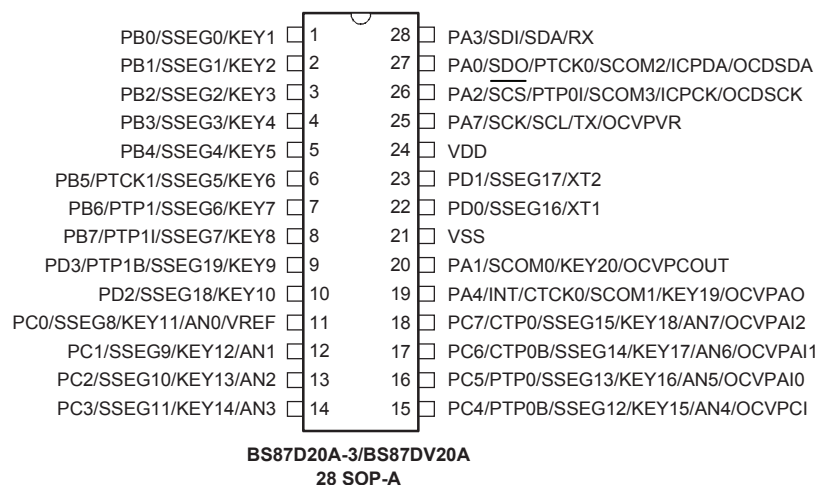 PB0/SSEG0/KEY1 1 28 PA3/SDI/SDA/RX
PB1/SSEG1/KEY2 2 27 PA0/SDO/PTCK0/SCOM2/ICPDA/OCDSDA
PB2/SSEG2/KEY3 3 26 PA2/SCS/PTP0I/SCOM3/ICPCK/OCDSCK
PB3/SSEG3/KEY4 4 25 PA7/SCK/SCL/TX/OCVPVR
PB4/SSEG4/KEY5 5 24 VDD
PB5/PTCK1/SSEG5/KEY6 6 23 PD1/SSEG17/XT2
PB6/PTP1/SSEG6/KEY7 7 22 PD0/SSEG16/XT1
PB7/PTP1I/SSEG7/KEY8 8 21 VSS
PD3/PTP1B/SSEG19/KEY9 9 20 PA1/SCOM0/KEY20/OCVPCOUT
PD2/SSEG18/KEY10 10 19 PA4/INT/CTCK0/SCOM1/KEY19/OCVPAO
PC0/SSEG8/KEY11/AN0/VREF 11 18 PC7/CTP0/SSEG15/KEY18/AN7/OCVPAI2
PC1/SSEG9/KEY12/AN1 12 17 PC6/CTP0B/SSEG14/KEY17/AN6/OCVPAI1
PC2/SSEG10/KEY13/AN2 13 16 PC5/PTP0/SSEG13/KEY16/AN5/OCVPAI0
PC3/SSEG11/KEY14/AN3 14 15 PC4/PTP0B/SSEG12/KEY15/AN4/OCVPCI
BS87D20A-3/BS87DV20A
28 SOP-A